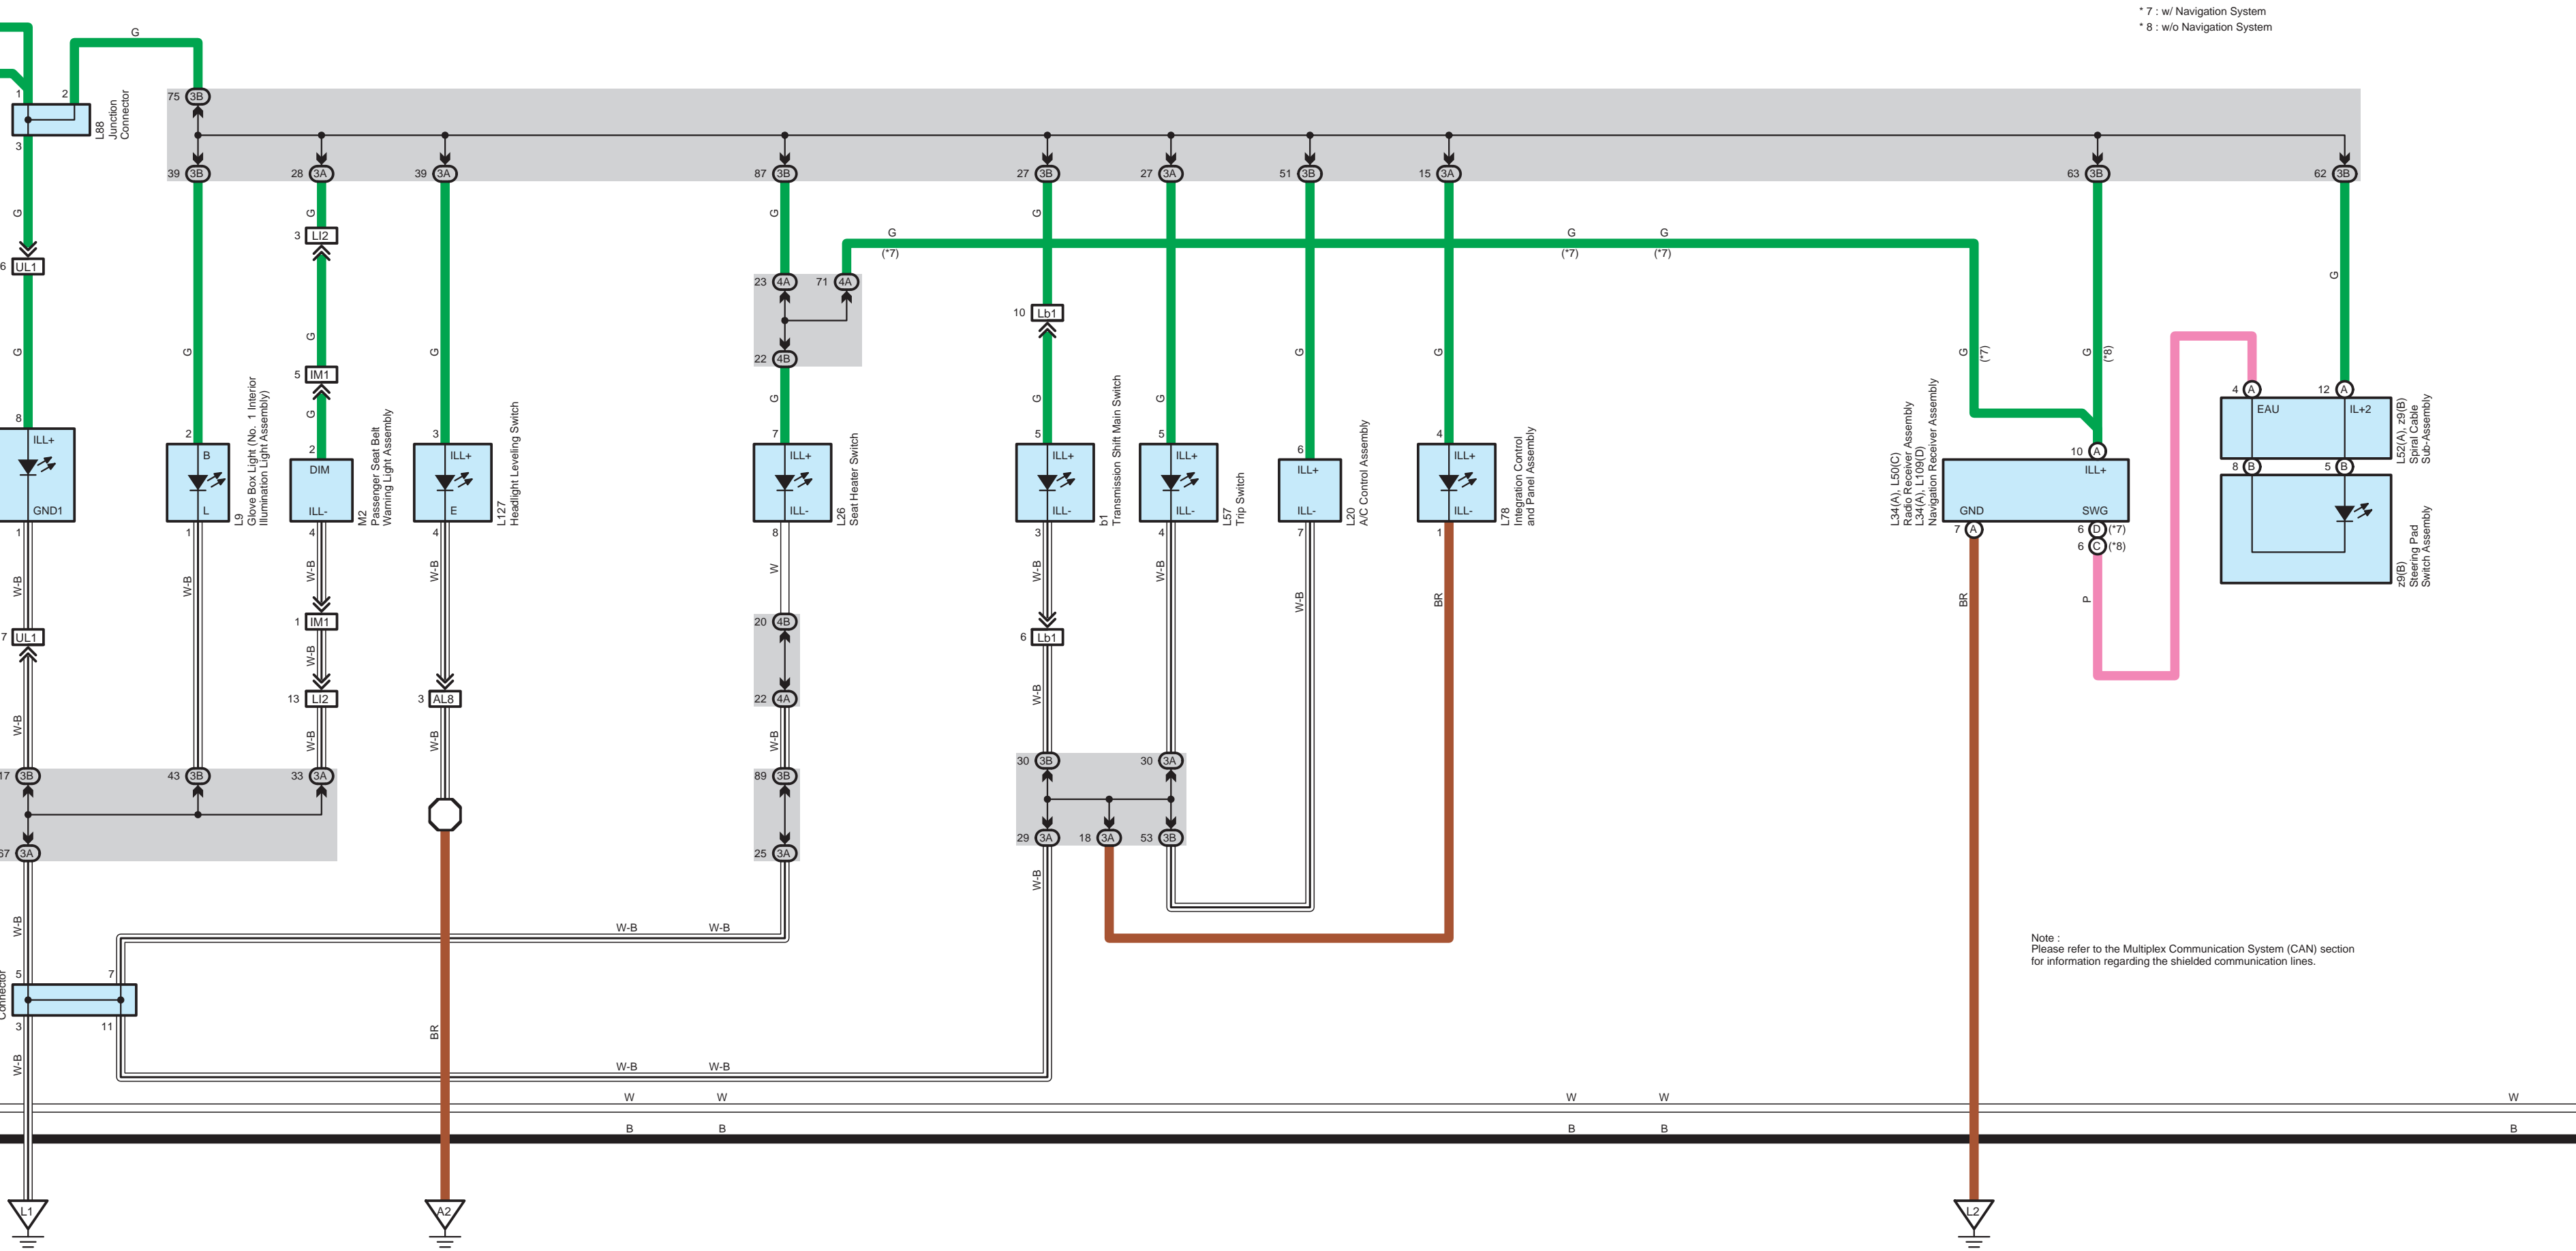 * 7 : w/ Navigation System
* 8 : w/o Navigation System
G
1
2
L88
Junction
Connector
3
75 3B
39 3B
28 3A
39 3A
87 3B
27 3B
27 3A
51 3B
15 3A
63 3B
62 3B
G
G
G
G
3 LI2
G
(*7)
G
(*7)
G
(*7)
6 UL1
23 4A
71 4A
G
10 Lb1
G
G
G
G
5 IM1
22 4B
G
G
G
(*7)
G
(*8)
G
G
G
G
4 A
12 A
8
ILL+
GND1
1
2
B
L
1
L9
Glove Box Light (No. 1 Interior
Illumination Light Assembly)
2
DIM
ILL-
4
M2
Passenger Seat Belt
Warning Light Assembly
3
ILL+
E
4
L127
Headlight Leveling Switch
7
ILL+
ILL-
8
L26
Seat Heater Switch
5
ILL+
ILL-
3
b1
Transmission Shift Main Switch
5
ILL+
ILL-
4
L57
Trip Switch
6
ILL+
ILL-
7
L20
A/C Control Assembly
4
ILL+
ILL-
1
L78
Integration Control
and Panel Assembly
L34(A), L50(C)
Radio Receiver Assembly
L34(A), L109(D)
Navigation Receiver Assembly
10 A
ILL+
GND
SWG
7 A
6 D (*7)
6 C (*8)
EAU
IL+2
L52(A), z9(B)
Spiral Cable
Sub-Assembly
8 B
5 B
z9(B)
Steering Pad
Switch Assembly
W-B
W-B
W-B
W-B
W
W-B
W-B
W-B
BR
BR
P
7 UL1
1 IM1
20 4B
6 Lb1
W-B
13 LI2
3 AL8
22 4A
W-B
W-B
W-B
W-B
W-B
17 3B
43 3B
33 3A
89 3B
30 3B
30 3A
67 3A
25 3A
29 3A
18 3A
53 3B
W-B
W-B
W-B
W-B
Note :
Please refer to the Multiplex Communication System (CAN) section
for information regarding the shielded communication lines.
5
7
Connector
3
11
BR
W-B
W-B
W-B
W
W
W
W
W
B
B
B
B
B
L1
A2
L2